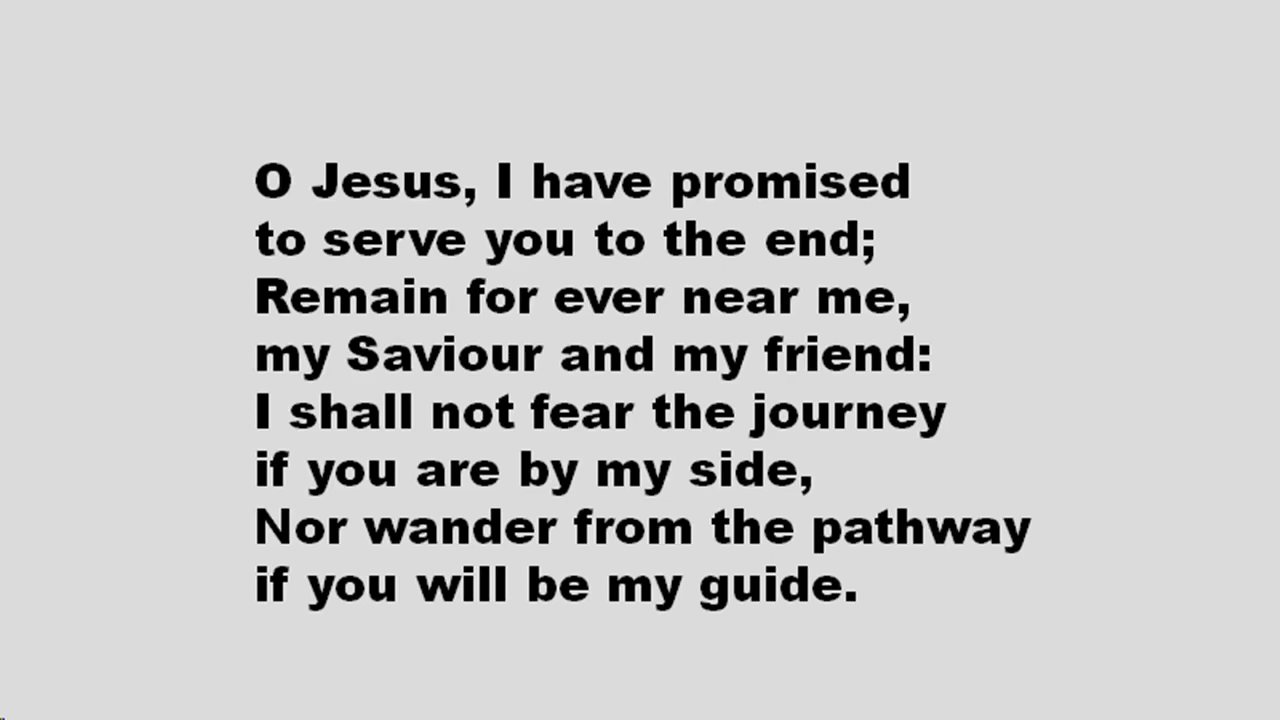 O Jesus, I have promised
to serve you to the end;
Remain for ever near me,
my Saviour and my friend:
I shall not fear the journey
if you are by my side,
Nor wander from the pathway
if you will be my guide.